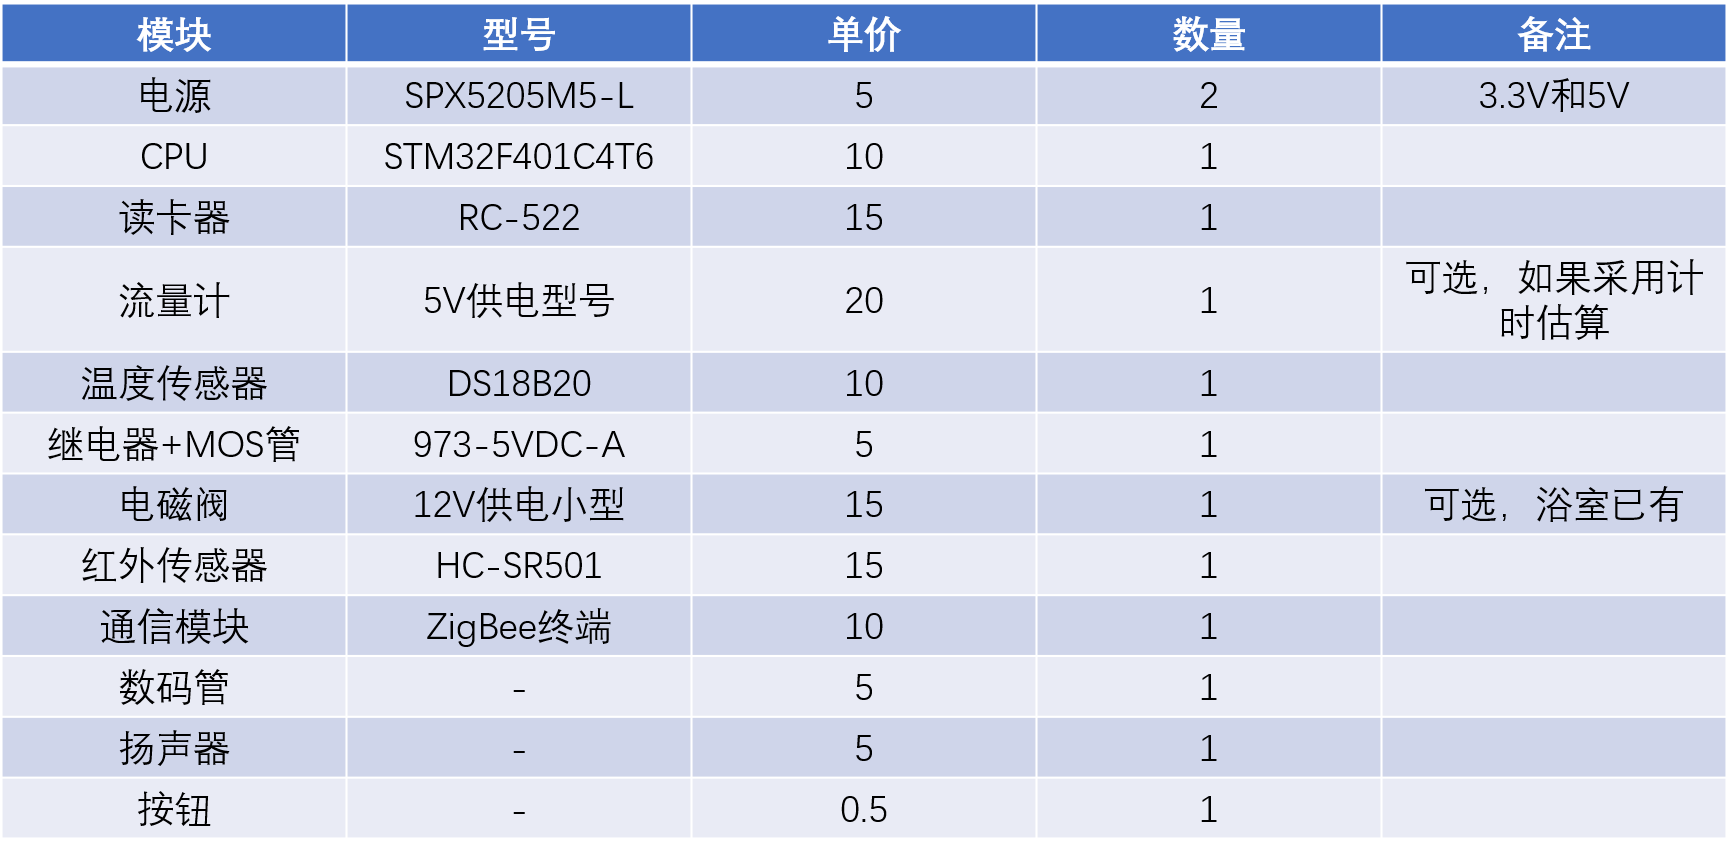 模块 型号 单价 数量 备注
电源 SPX5205M5-L 5 2 3.3V和5V
CPU STM32F401C4T6 10 1
读卡器 RC-522 15 1
流量计 5V供电型号 20 1 可选，如果采用计
时估算
温度传感器 DS18B20 10 1
继电器+MOS管 973-5VDC-A 5 1
电磁阀 12V供电小型 15 1 可选，浴室已有
红外传感器 HC-SR501 15 1
通信模块 ZigBee终端 10 1
数码管 - 5 1
扬声器 - 5 1
按钮 - 0.5 1